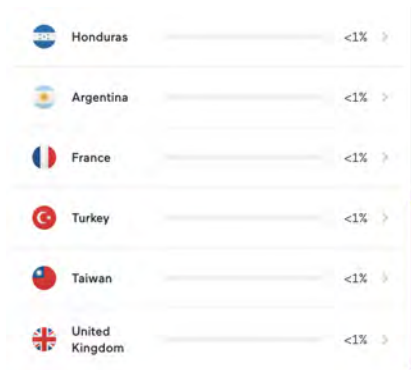 Honduras <1%
Argentina <1%
France <1%
Turkey <1%
Taiwan <1%
United
Kingdom <1%